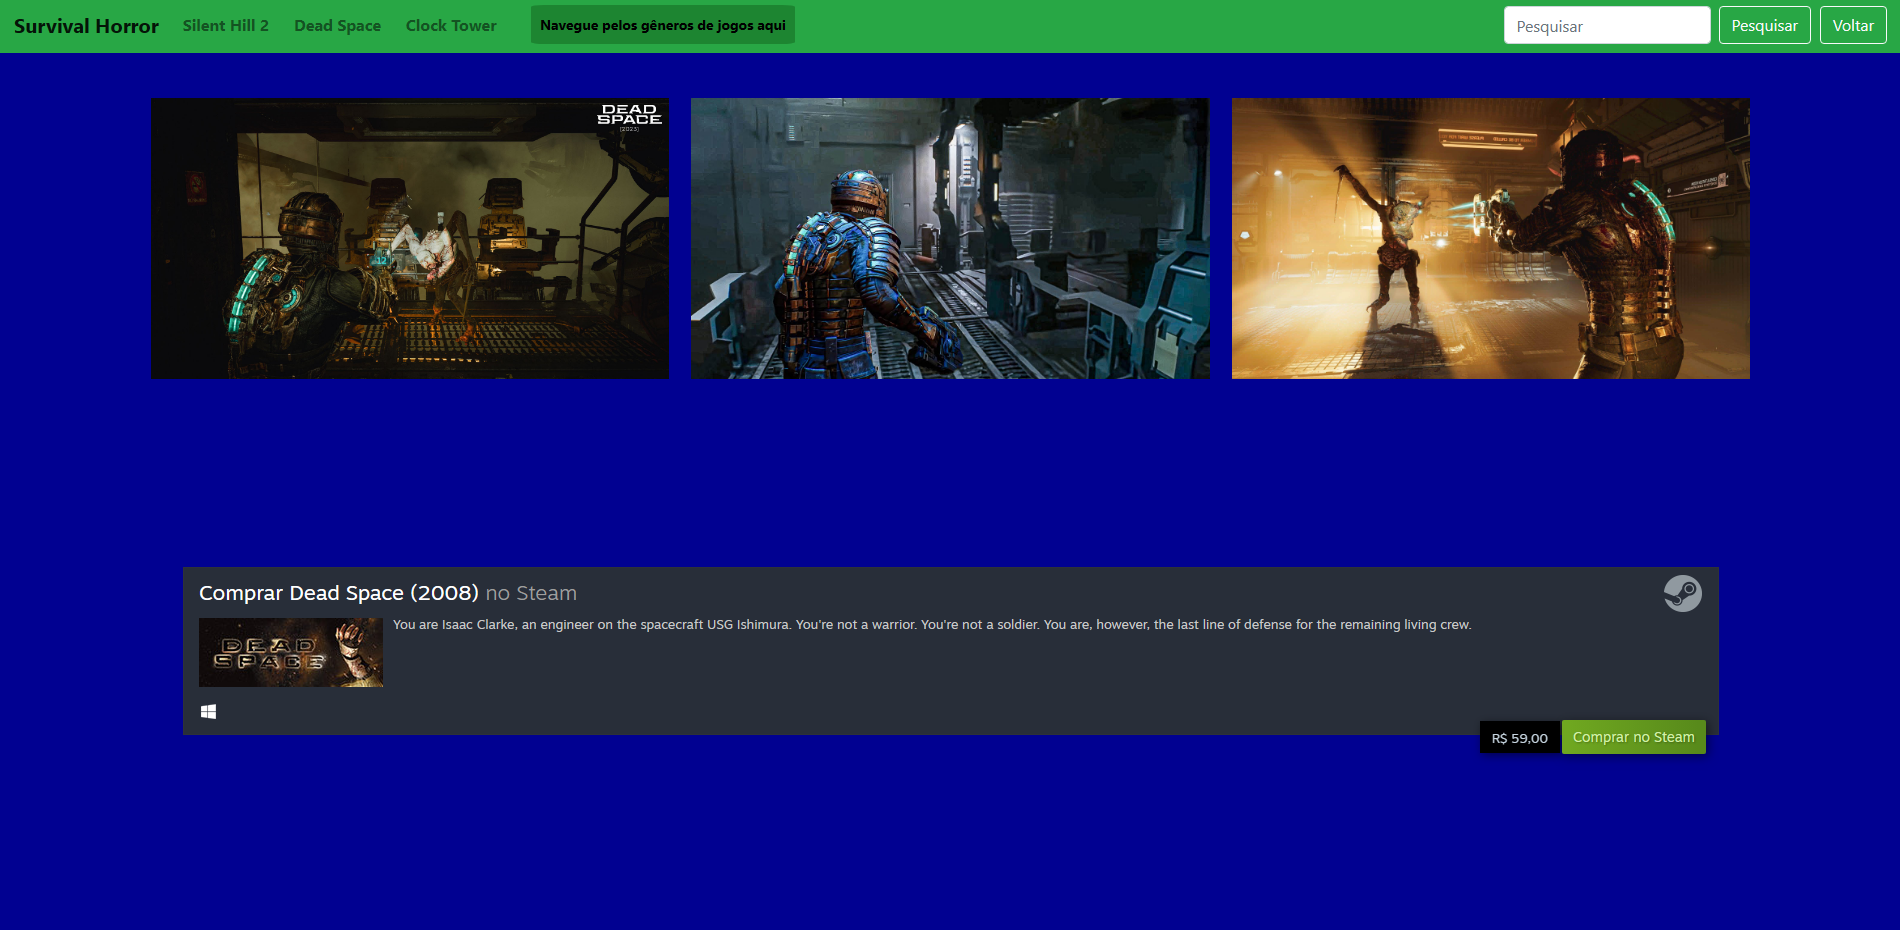 Survival Horror Silent Hill 2 Dead Space Clock Tower Navegue pelos gêneros de jogos aqui Pesquisar Pesquisar Voltar
DEAD
SPACE
(2023)
12
Comprar Dead Space (2008) no Steam
You are Isaac Clarke, an engineer on the spacecraft USG Ishimura. You're not a warrior. You're not a soldier. You are, however, the last line of defense for the remaining living crew.
DEAD
SPACE
R$ 59,00 Comprar no Steam